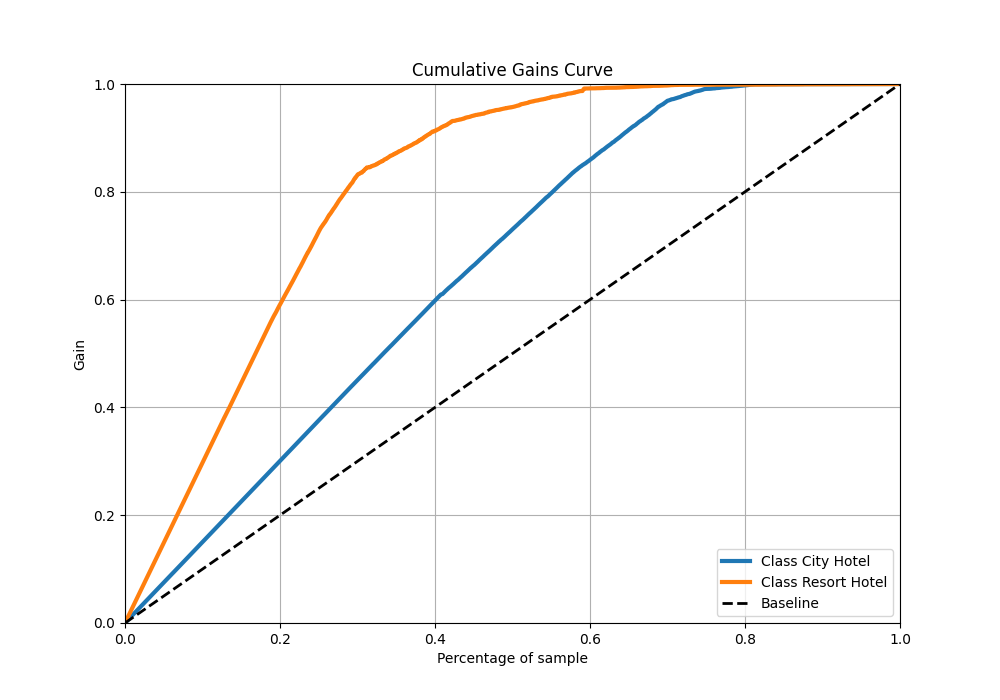 Cumulative Gains Curve
Gain
1.0
0.8
0.6
0.4
0.2
0.0
0.0 0.2 0.4 0.6 0.8 1.0
Percentage of sample
Class City Hotel
Class Resort Hotel
Baseline